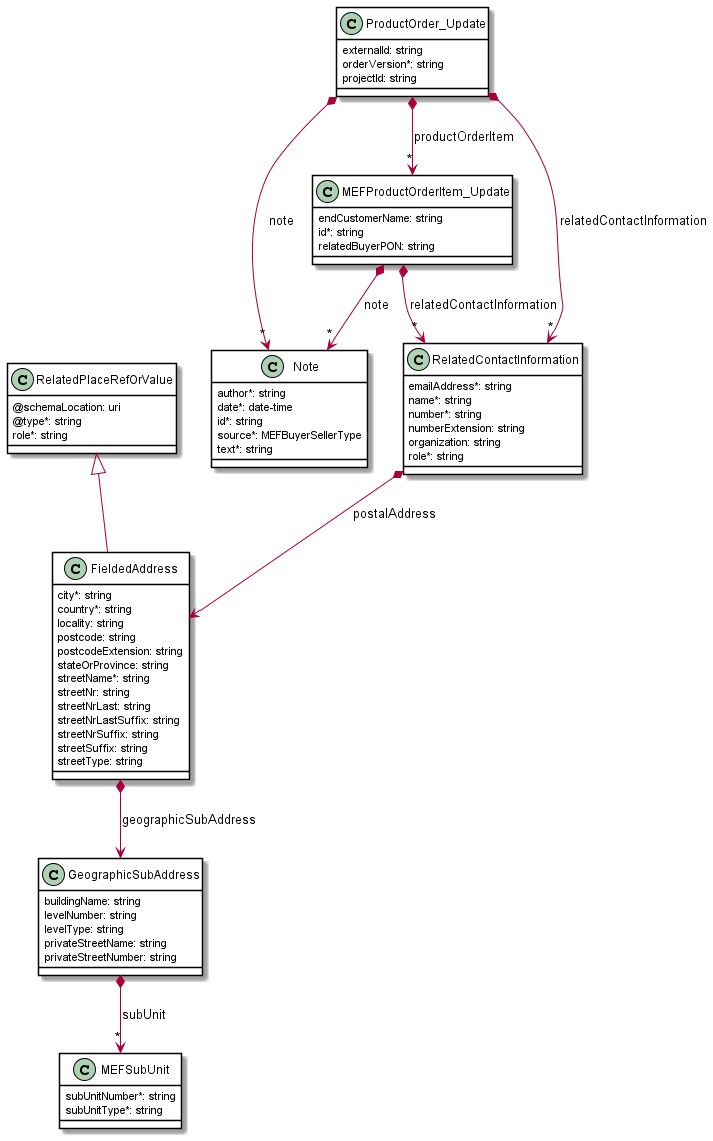 C ProductOrder_Update
externalId: string
orderVersion*: string
projectId: string
productOrderItem
*
C MEFProductOrderItem_Update
endCustomerName: string
id*: string
relatedBuyerPON: string
note
relatedContactInformation
note
relatedContactInformation
*
*
*
*
C Note
author*: string
date*: date-time
id*: string
source*: MEFBuyerSellerType
text*: string
C RelatedContactInformation
emailAddress*: string
name*: string
number*: string
numberExtension: string
organization: string
role*: string
C RelatedPlaceRefOrValue
@schemaLocation: uri
@type*: string
role*: string
postalAddress
C FieldedAddress
city*: string
country*: string
locality: string
postcode: string
postcodeExtension: string
stateOrProvince: string
streetName*: string
streetNr: string
streetNrLast: string
streetNrLastSuffix: string
streetNrSuffix: string
streetSuffix: string
streetType: string
geographicSubAddress
C GeographicSubAddress
buildingName: string
levelNumber: string
levelType: string
privateStreetName: string
privateStreetNumber: string
subUnit
*
C MEFSubUnit
subUnitNumber*: string
subUnitType*: string